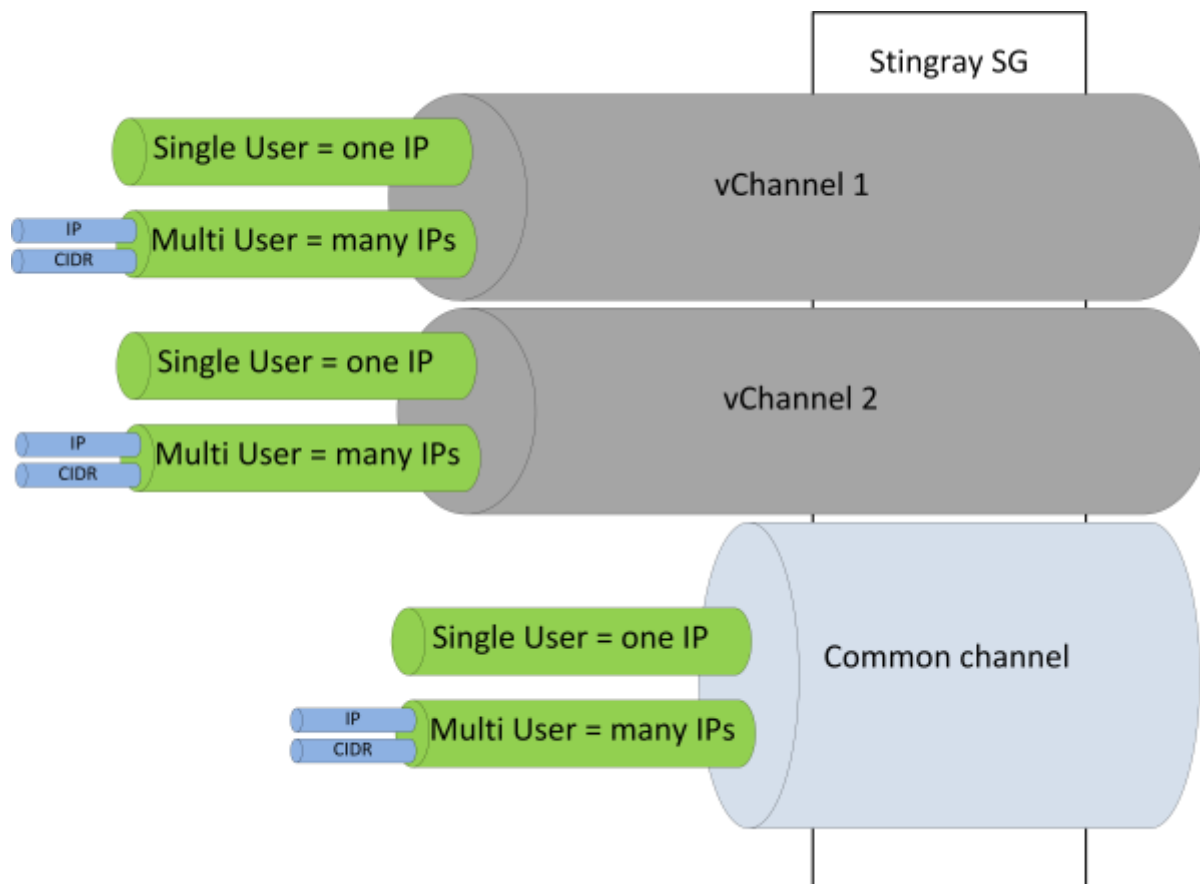 Stingray SG
Single User = one IP
vChannel 1
IP
Multi User = many IPs
CIDR
Single User = one IP
vChannel 2
IP
Multi User = many IPs
CIDR
Single User = one IP
Common channel
IP
Multi User = many IPs
CIDR